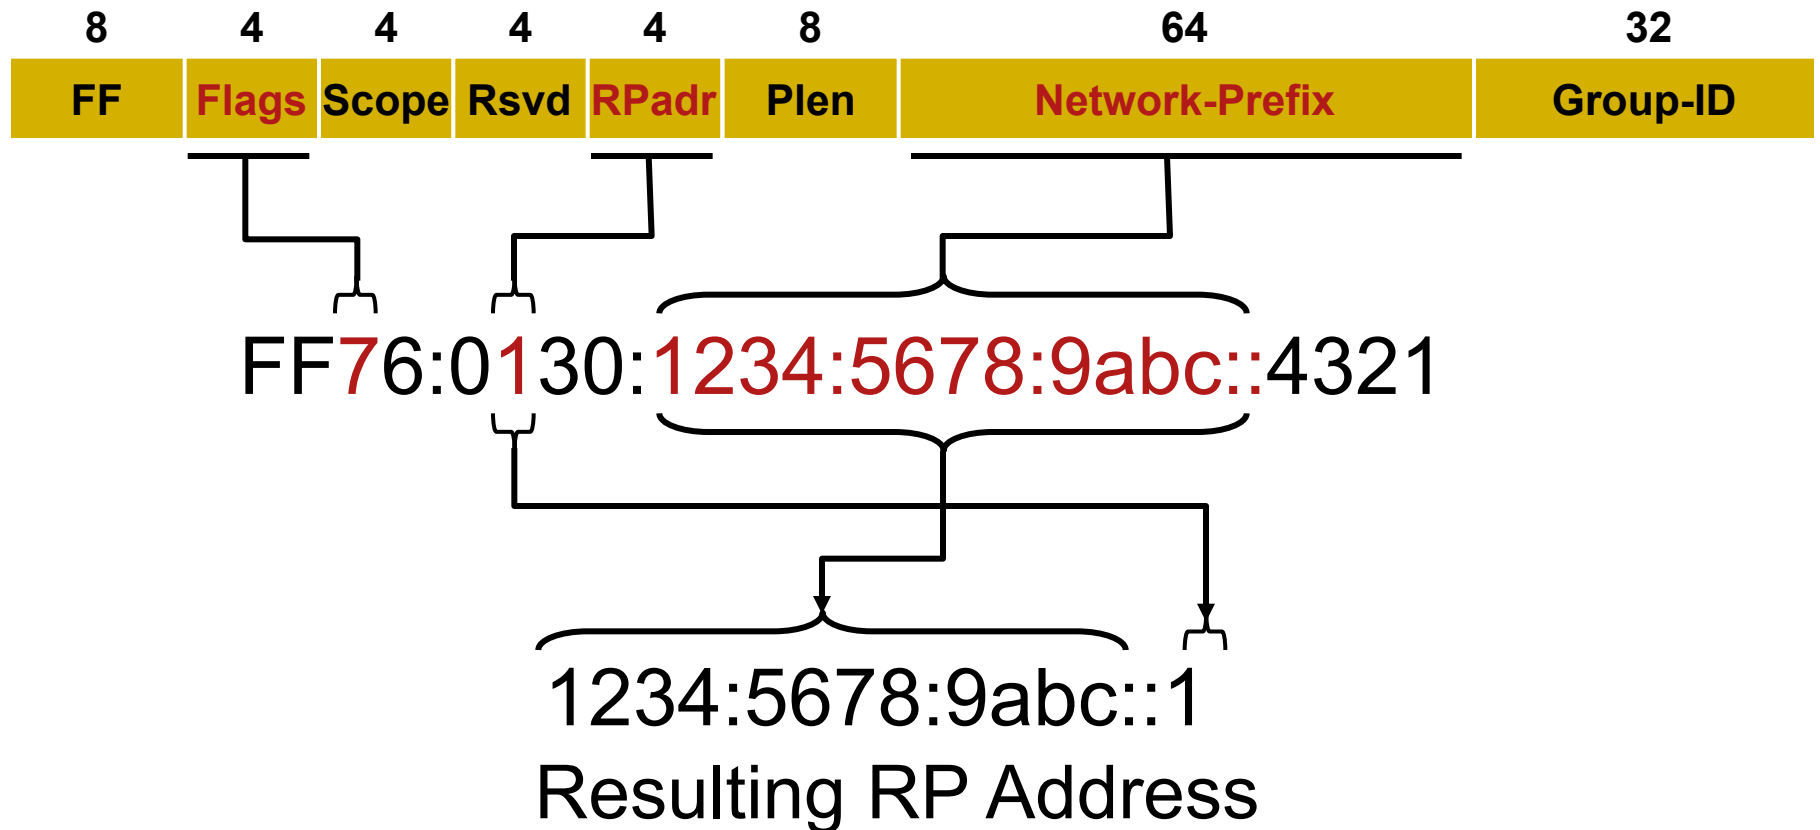 8 4 4 4 4 8 64 32
FF Flags Scope Rsvd RPadr Plen Network-Prefix Group-ID
FF76:0130:1234:5678:9abc::4321
1234:5678:9abc::1
Resulting RP Address